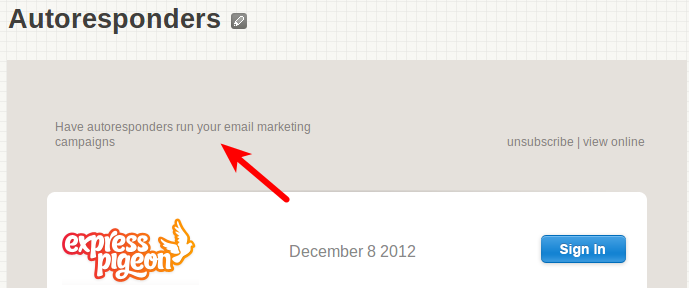 Autoresponders
Have autoresponders run your email marketing
campaigns
unsubscribe | view online
express
pigeon
December 8 2012
Sign In